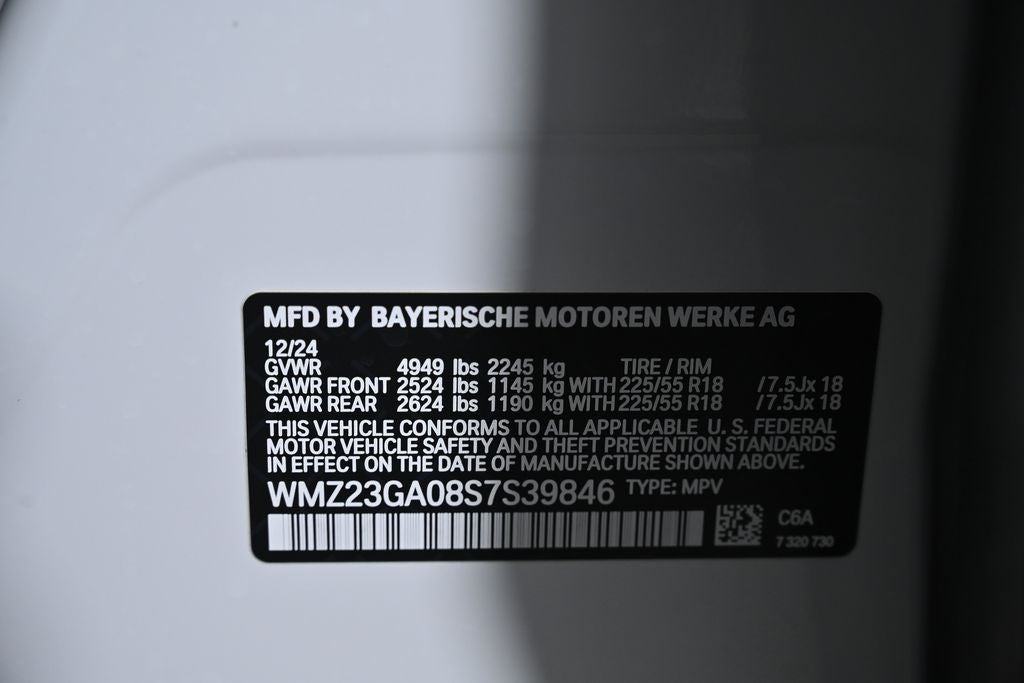 MFD BY BAYERISCHE MOTOREN WERKE AG
12/24
GVWR 4949 lbs 2245 kg TIRE / RIM
GAWR FRONT 2524 lbs 1145 kg WITH 225/55 R18 /7.5Jx 18
GAWR REAR 2624 lbs 1190 kg WITH 225/55 R18 /7.5Jx 18
THIS VEHICLE CONFORMS TO ALL APPLICABLE U. S. FEDERAL
MOTOR VEHICLE SAFETY AND THEFT PREVENTION STANDARDS
IN EFFECT ON THE DATE OF MANUFACTURE SHOWN ABOVE.
WMZ23GA08S7S39846 TYPE: MPV
C6A
7 320 730